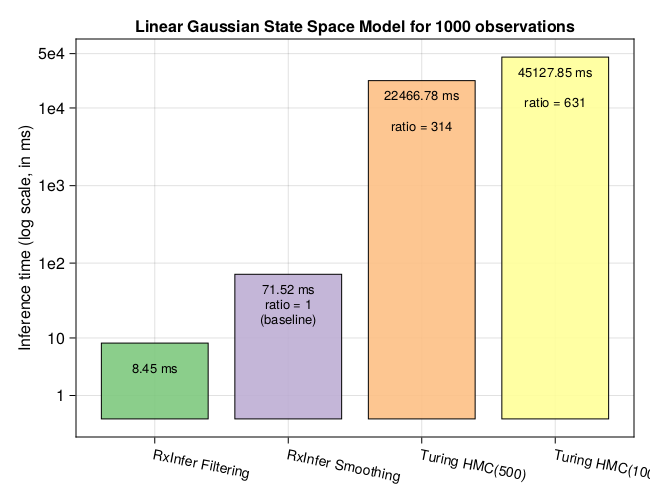 Linear Gaussian State Space Model for 1000 observations
Inference time (log scale, in ms)
5e4
1e4
1e3
1e2
10
1
8.45 ms
71.52 ms
ratio = 1
(baseline)
22466.78 ms
ratio = 314
45127.85 ms
ratio = 631
RxInfer Filtering
RxInfer Smoothing
Turing HMC(500)
Turing